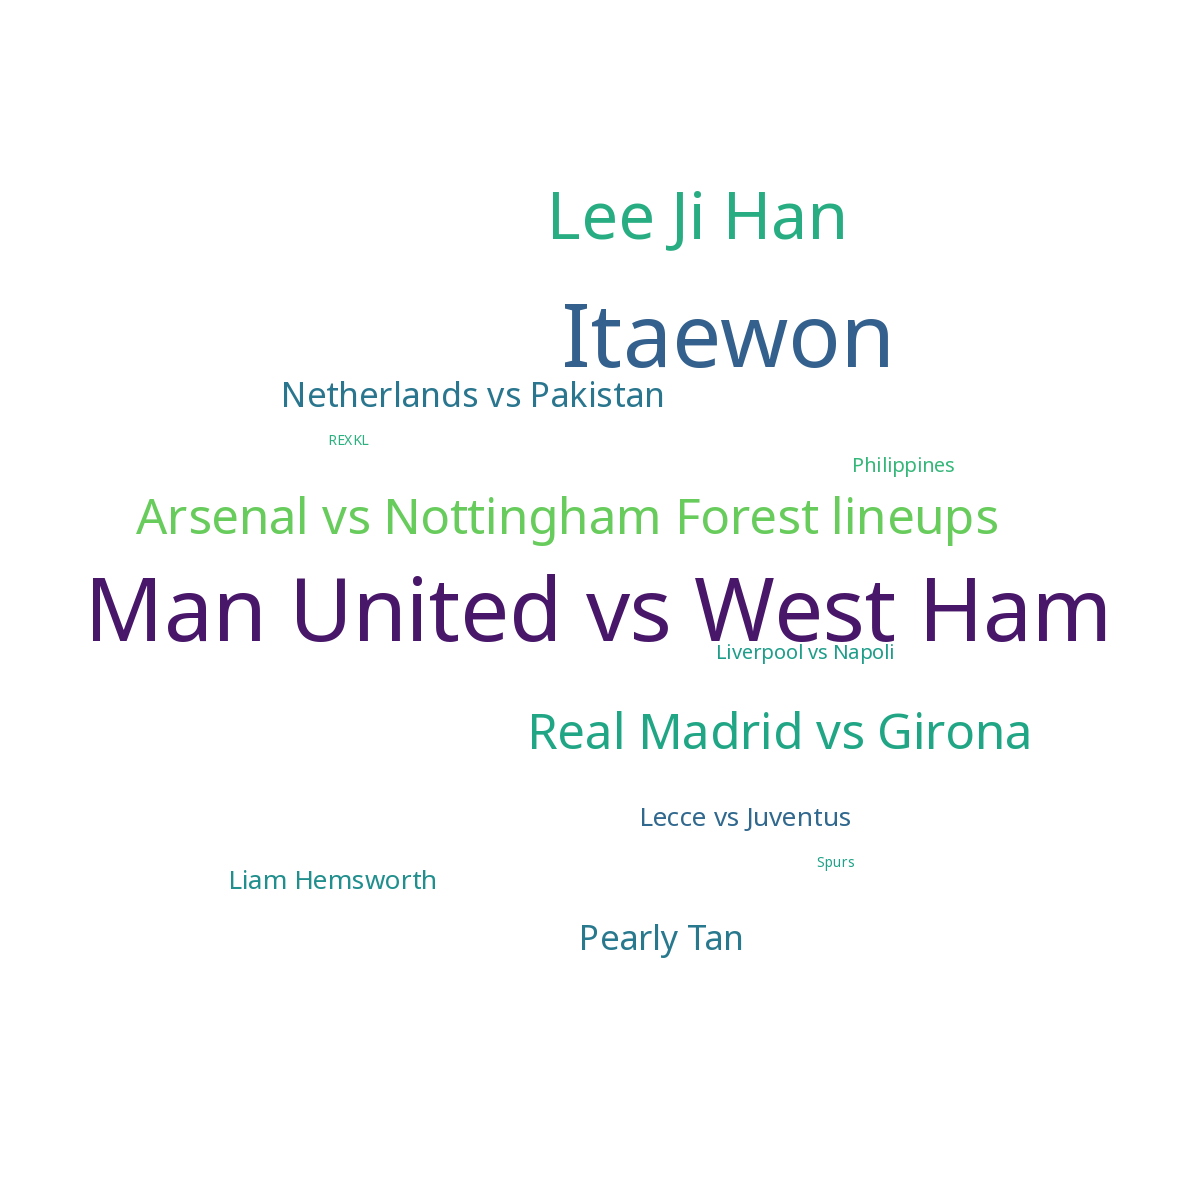 Lee Ji Han
Itaewon
Netherlands vs Pakistan
REXKL
Philippines
Arsenal vs Nottingham Forest lineups
Man United vs West Ham
Liverpool vs Napoli
Real Madrid vs Girona
Lecce vs Juventus
Spurs
Liam Hemsworth
Pearly Tan